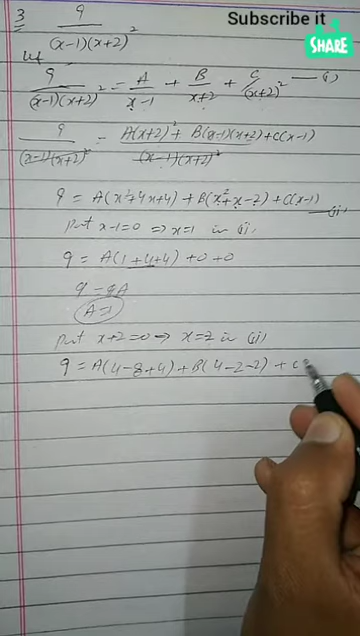 Subscribe it
SHARE
3 9/(x-1)(x+2)²
let
9/(x-1)(x+2)² = A/x-1 + B/x+2 + C/(x+2)² — (i)
9/(x-1)(x+2)² = A(x+2)² + B(x-1)(x+2) + C(x-1)/(x-1)(x+2)²
9 = A(x²+4x+4) + B(x²+x-2) + C(x-1) — (ii)
put x-1=0 ⇒ x=1 in (ii),
9 = A(1+4+4) + 0 + 0
9 = 9A
A=1
put x+2=0 ⇒ x=2 in (ii)
9 = A(4-8+4) + B(4-2-2) + C